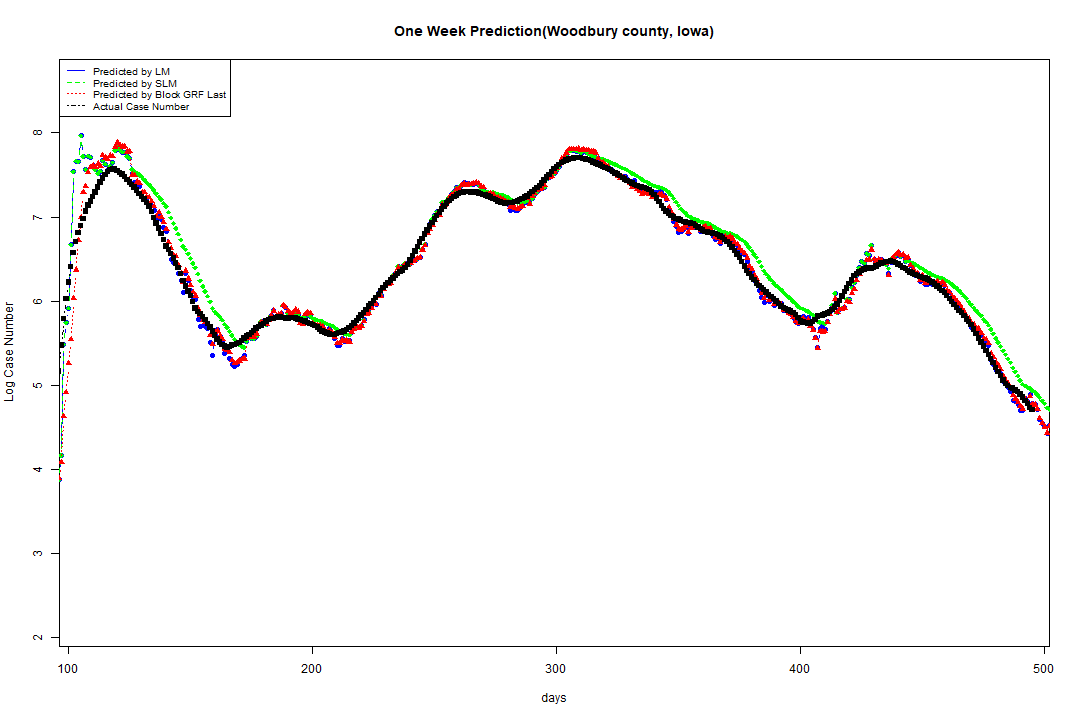 One Week Prediction(Woodbury county, Iowa)
Predicted by LM
Predicted by SLM
Predicted by Block GRF Last
Actual Case Number
8
7
6
5
4
3
2
Log Case Number
100 200 300 400 500
days